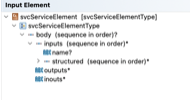 Input Element
svcServiceElement [svcServiceElementType]
svcServiceElementType
body (sequence in order)?
inputs (sequence in order)*
name?
structured (sequence in order)*
outputs*
inouts*